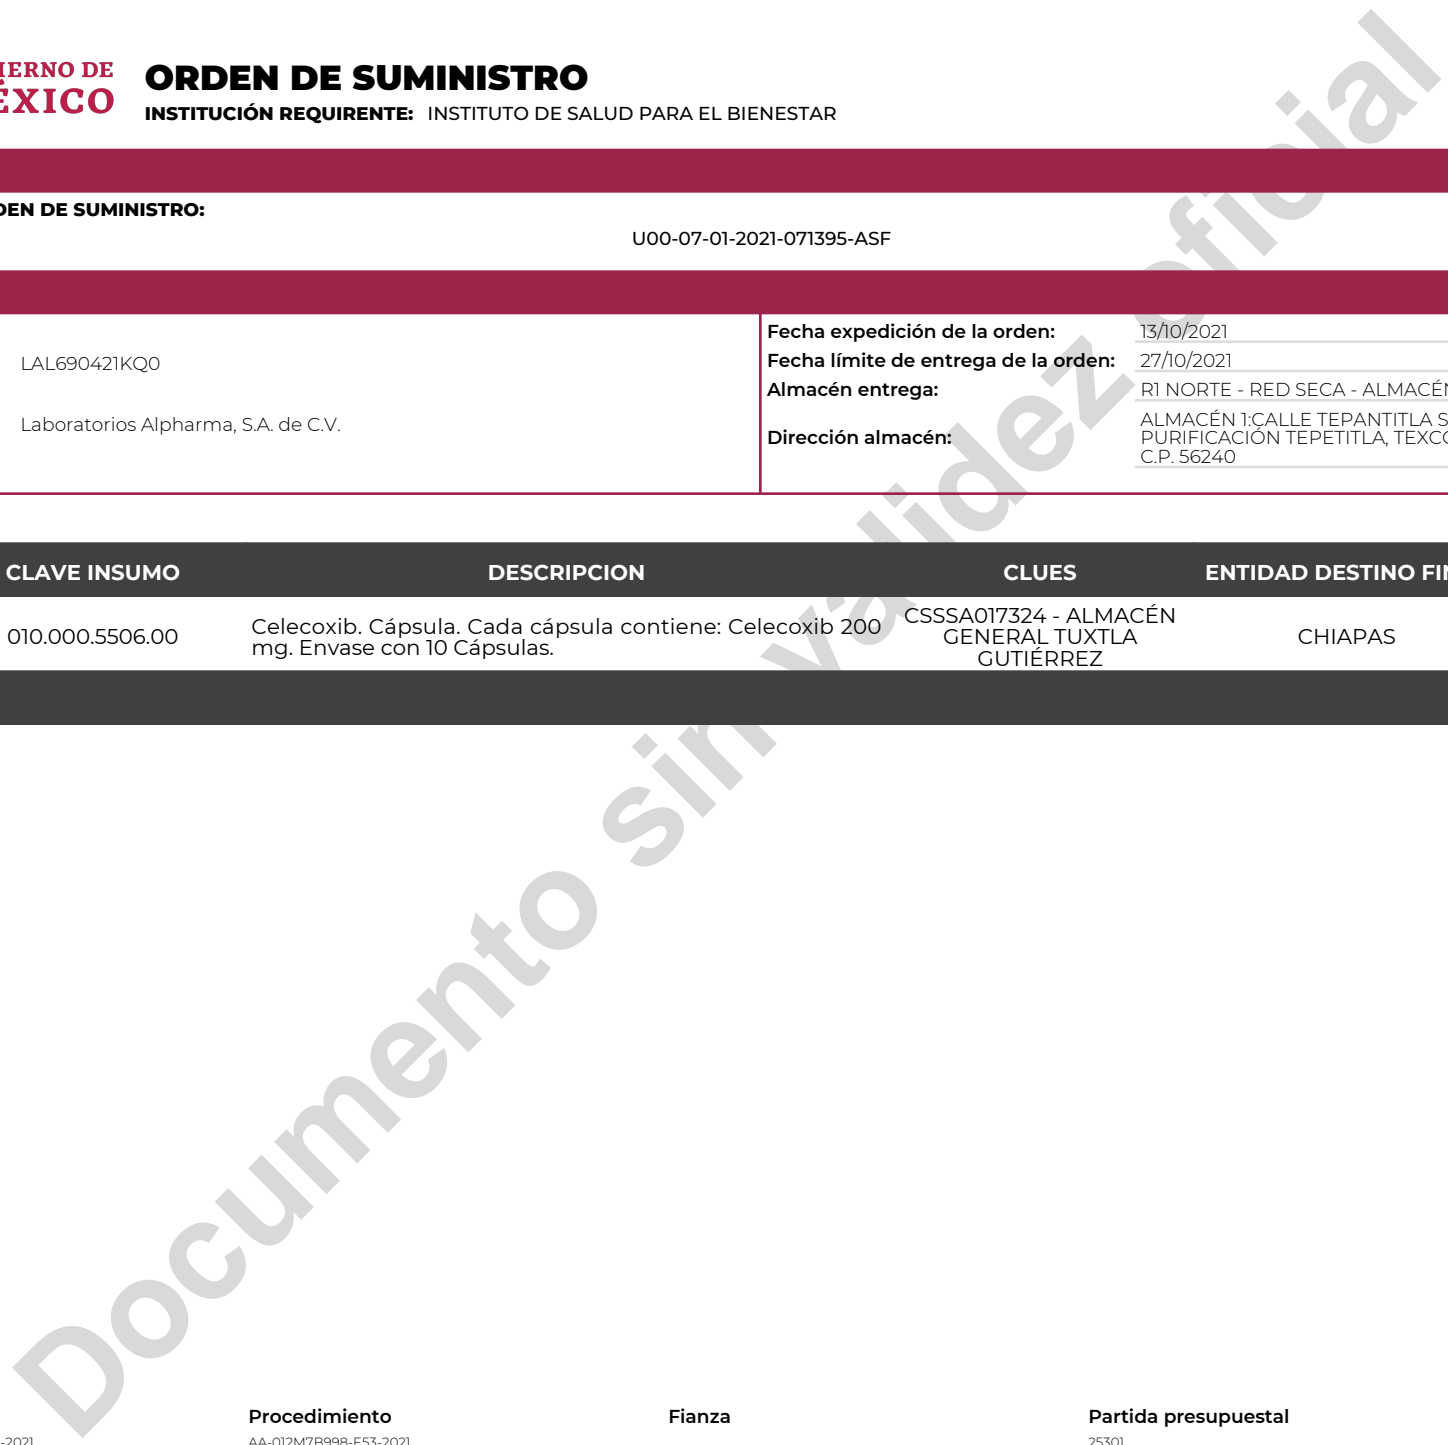 IERNO DE
ÉXICO
ORDEN DE SUMINISTRO
INSTITUCIÓN REQUIRENTE: INSTITUTO DE SALUD PARA EL BIENESTAR
DEN DE SUMINISTRO:
U00-07-01-2021-071395-ASF
LAL690421KQ0
Laboratorios Alpharma, S.A. de C.V.
Fecha expedición de la orden: 13/10/2021
Fecha límite de entrega de la orden: 27/10/2021
Almacén entrega: R1 NORTE - RED SECA - ALMACÉN
Dirección almacén:
ALMACÉN 1:CALLE TEPANTITLA S
PURIFICACIÓN TEPETITLA, TEXCO
C.P. 56240
CLAVE INSUMO DESCRIPCION CLUES ENTIDAD DESTINO FIN
010.000.5506.00
Celecoxib. Cápsula. Cada cápsula contiene: Celecoxib 200
mg. Envase con 10 Cápsulas.
CSSSA017324 - ALMACÉN
GENERAL TUXTLA
GUTIÉRREZ
CHIAPAS
Documento sin validez oficial
Procedimiento Fianza Partida presupuestal
-2021 AA-012M7B998-E53-2021 25301